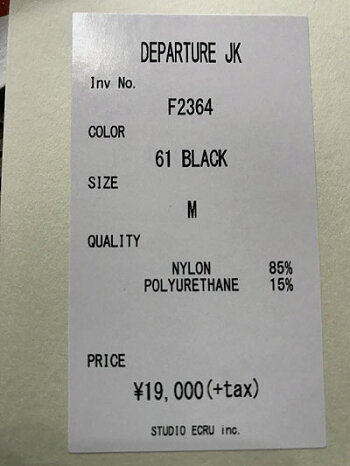 DEPARTURE JK
Inv No.
F2364
COLOR
61 BLACK
SIZE
M
QUALITY
NYLON 85%
POLYURETHANE 15%
PRICE
¥19,000(+tax)
STUDIO ECRU inc.